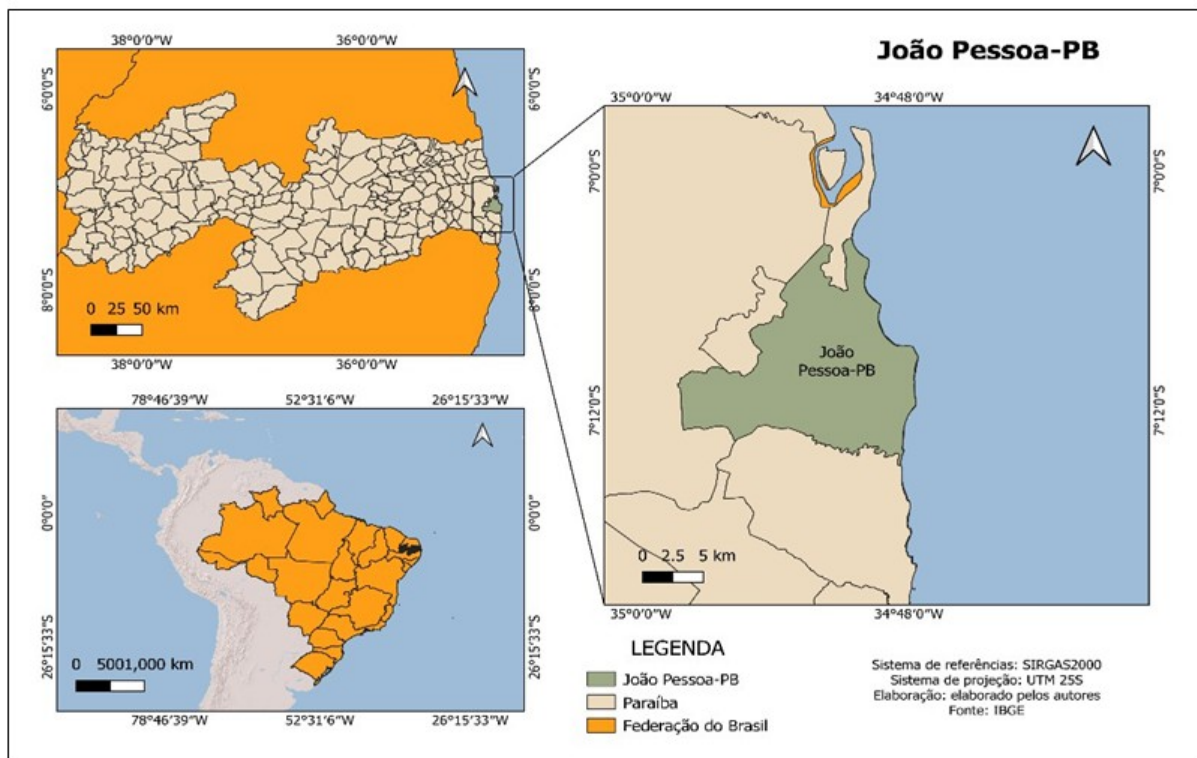 João Pessoa-PB
38°0′0″W 36°0′0″W
6°0′0″S 6°0′0″S
8°0′0″S 8°0′0″S
0 25 50 km
38°0′0″W 36°0′0″W
35°0′0″W 34°48′0″W
7°0′0″S 7°0′0″S
João
Pessoa-PB
7°12′0″S 7°12′0″S
0 2.5 5 km
35°0′0″W 34°48′0″W
78°46′39″W 52°31′6″W 26°15′33″W
0°0′0″ 0°0′0″
26°15′33″S 26°15′33″S
0 5001,000 km
78°46′39″W 52°31′6″W 26°15′33″W
LEGENDA
João Pessoa-PB
Paraíba
Federação do Brasil
Sistema de referências: SIRGAS2000
Sistema de projeção: UTM 25S
Elaboração: elaborado pelos autores
Fonte: IBGE